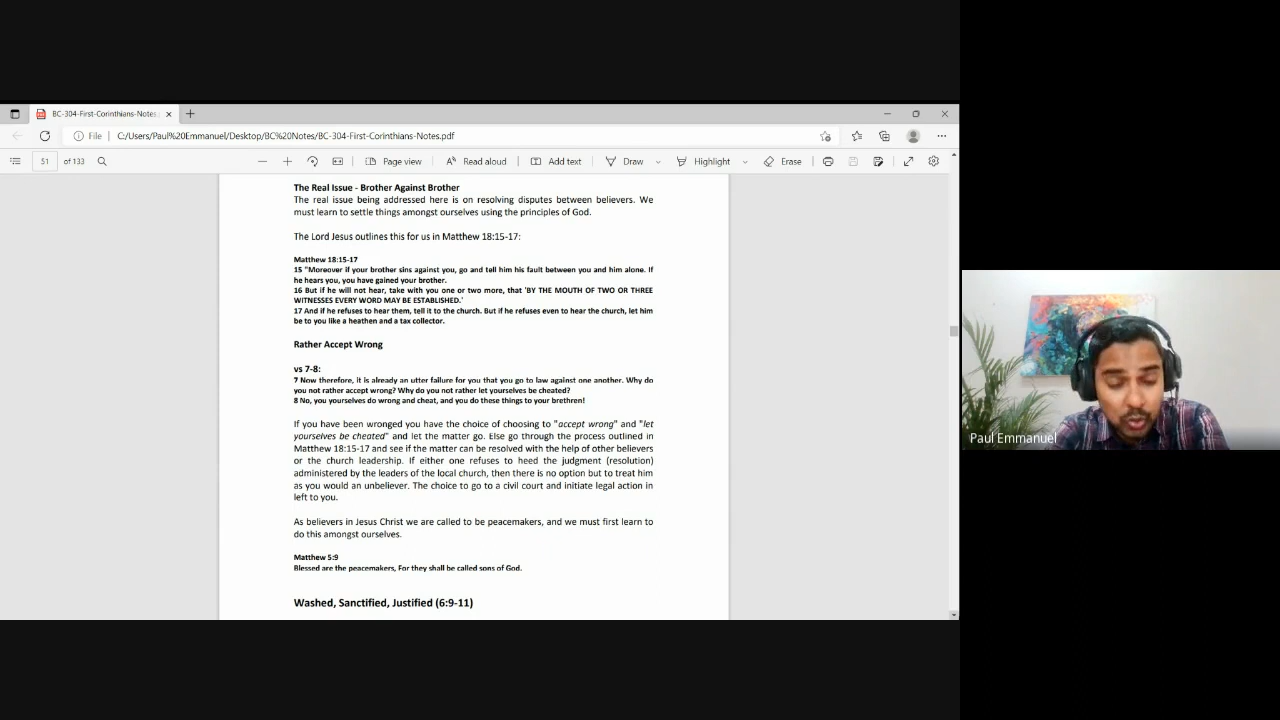 BC-304-First-Corinthians-Notes
File
C:/Users/Paul%20Emmanuel/Desktop/BC%20Notes/BC-304-First-Corinthians-Notes.pdf
51 of 133
Page view
Read aloud
Add text
Draw
Highlight
Erase
The Real Issue - Brother Against Brother
The real issue being addressed here is on resolving disputes between believers. We
must learn to settle things amongst ourselves using the principles of God.
The Lord Jesus outlines this for us in Matthew 18:15-17:
Matthew 18:15-17
15 "Moreover if your brother sins against you, go and tell him his fault between you and him alone. If
he hears you, you have gained your brother.
16 But if he will not hear, take with you one or two more, that 'BY THE MOUTH OF TWO OR THREE
WITNESSES EVERY WORD MAY BE ESTABLISHED.'
17 And if he refuses to hear them, tell it to the church. But if he refuses even to hear the church, let him
be to you like a heathen and a tax collector.
Rather Accept Wrong
vs 7-8:
7 Now therefore, it is already an utter failure for you that you go to law against one another. Why do
you not rather accept wrong? Why do you not rather let yourselves be cheated?
8 No, you yourselves do wrong and cheat, and you do these things to your brethren!
If you have been wronged you have the choice of choosing to "accept wrong" and "let
yourselves be cheated" and let the matter go. Else go through the process outlined in
Matthew 18:15-17 and see if the matter can be resolved with the help of other believers
or the church leadership. If either one refuses to heed the judgment (resolution)
administered by the leaders of the local church, then there is no option but to treat him
as you would an unbeliever. The choice to go to a civil court and initiate legal action in
left to you.
As believers in Jesus Christ we are called to be peacemakers, and we must first learn to
do this amongst ourselves.
Matthew 5:9
Blessed are the peacemakers, For they shall be called sons of God.
Washed, Sanctified, Justified (6:9-11)
Paul Emmanuel